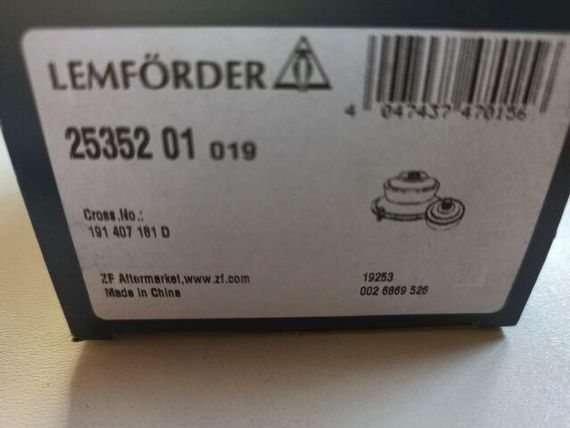 LEMFÖRDER
4 047437 470156
25352 01 019
Cross.No.:
191 407 181 D
ZF Aftermarket,www.zf.com
Made in China
19253
002 6869 526